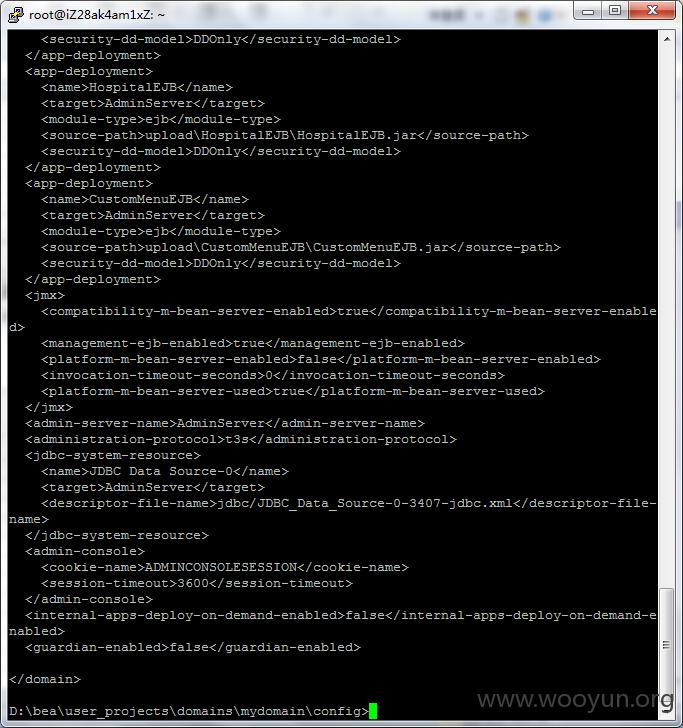 root@iZ28ak4am1xZ: ~
<security-dd-model>DDOnly</security-dd-model>
</app-deployment>
<app-deployment>
<name>HospitalEJB</name>
<target>AdminServer</target>
<module-type>ejb</module-type>
<source-path>upload\HospitalEJB\HospitalEJB.jar</source-path>
<security-dd-model>DDOnly</security-dd-model>
</app-deployment>
<app-deployment>
<name>CustomMenuEJB</name>
<target>AdminServer</target>
<module-type>ejb</module-type>
<source-path>upload\CustomMenuEJB\CustomMenuEJB.jar</source-path>
<security-dd-model>DDOnly</security-dd-model>
</app-deployment>
<jmx>
<compatibility-m-bean-server-enabled>true</compatibility-m-bean-server-enable
d>
<management-ejb-enabled>true</management-ejb-enabled>
<platform-m-bean-server-enabled>false</platform-m-bean-server-enabled>
<invocation-timeout-seconds>0</invocation-timeout-seconds>
<platform-m-bean-server-used>true</platform-m-bean-server-used>
</jmx>
<admin-server-name>AdminServer</admin-server-name>
<administration-protocol>t3s</administration-protocol>
<jdbc-system-resource>
<name>JDBC Data Source-0</name>
<target>AdminServer</target>
<descriptor-file-name>jdbc/JDBC_Data_Source-0-3407-jdbc.xml</descriptor-file-
name>
</jdbc-system-resource>
<admin-console>
<cookie-name>ADMINCONSOLESESSION</cookie-name>
<session-timeout>3600</session-timeout>
</admin-console>
<internal-apps-deploy-on-demand-enabled>false</internal-apps-deploy-on-demand-e
nabled>
<guardian-enabled>false</guardian-enabled>
</domain>
D:\bea\user_projects\domains\mydomain\config>
www.wooyun.org